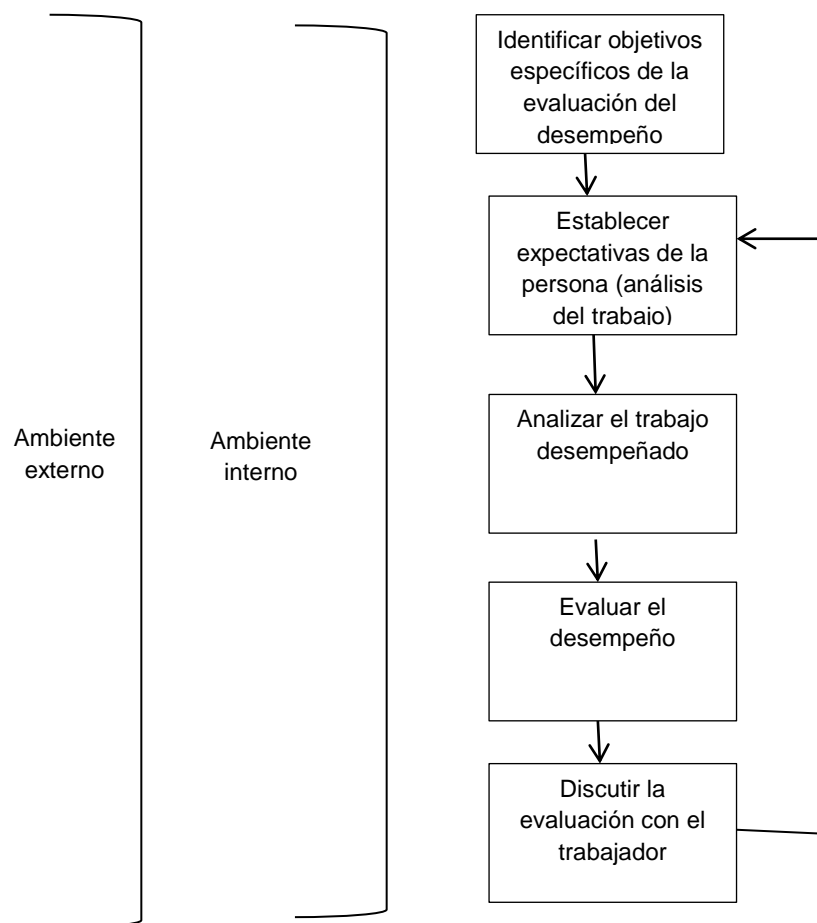 Identificar objetivos
específicos de la
evaluación del
desempeño
Establecer
expectativas de la
persona (análisis
del trabajo)
Analizar el trabajo
desempeñado
Ambiente
externo
Ambiente
interno
Evaluar el
desempeño
Discutir la
evaluación con el
trabajador